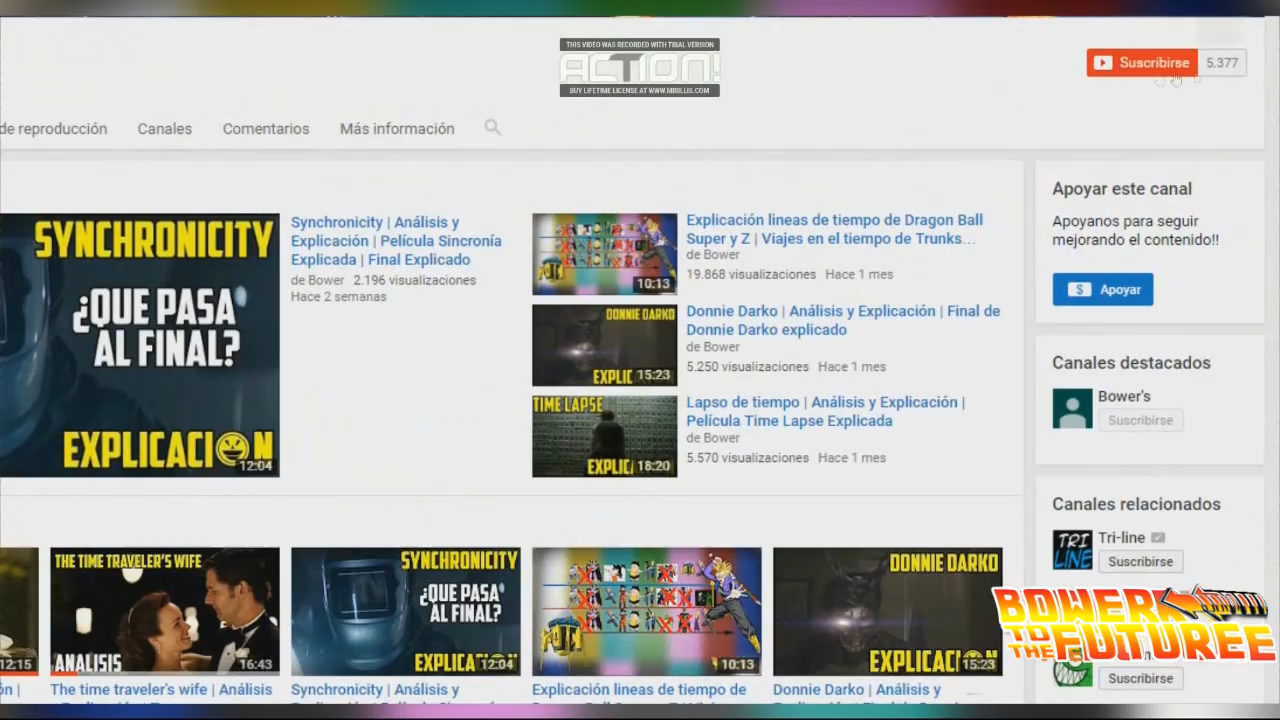 THIS VIDEO WAS RECORDED WITH TRIAL VERSION
ACTION!
BUY LIFETIME LICENSE AT WWW.MIRILLIS.COM
Suscribirse 5.377
de reproducción Canales Comentarios Más información
SYNCHRONICITY
¿QUE PASA
AL FINAL?
EXPLICACIÓN
12:04
Synchronicity | Análisis y
Explicación | Película Sincronía
Explicada | Final Explicado
de Bower 2.196 visualizaciones
Hace 2 semanas
10:13
Explicación lineas de tiempo de Dragon Ball
Super y Z | Viajes en el tiempo de Trunks...
de Bower
19.868 visualizaciones Hace 1 mes
DONNIE DARKO
EXPLIC
15:23
Donnie Darko | Análisis y Explicación | Final de
Donnie Darko explicado
de Bower
5.250 visualizaciones Hace 1 mes
TIME LAPSE
EXPLIC
18:20
Lapso de tiempo | Análisis y Explicación |
Película Time Lapse Explicada
de Bower
5.570 visualizaciones Hace 1 mes
Apoyar este canal
Apoyanos para seguir
mejorando el contenido!!
$ Apoyar
Canales destacados
Bower's
Suscribirse
Canales relacionados
TRI
LINE
Tri-line
Suscribirse
BOWER
TO THE FUTUREE
Suscribirse
12:15
THE TIME TRAVELER'S WIFE
ANALISIS
16:43
The time traveler's wife | Análisis
SYNCHRONICITY
¿QUE PASA
AL FINAL?
EXPLICA
12:04
Synchronicity | Análisis y
10:13
Explicación lineas de tiempo de
DONNIE DARKO
EXPLICACI
15:23
Donnie Darko | Análisis y